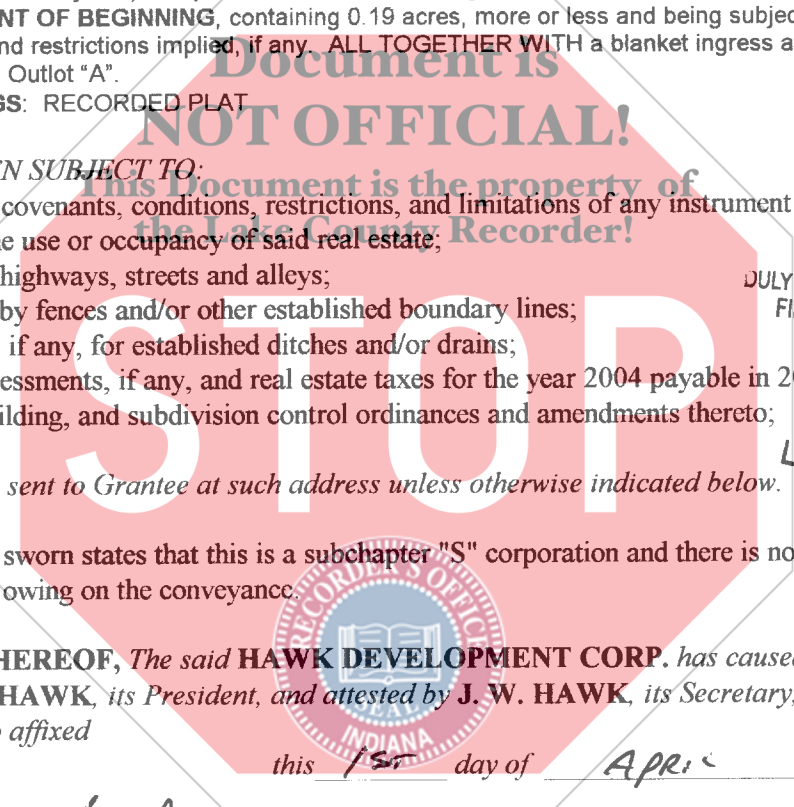 NT OF BEGINNING, containing 0.19 acres, more or less and being subjec
nd restrictions implied, if any. ALL TOGETHER WITH a blanket ingress a
Document is
Outlot “A”.
GS: RECORDED PLAT
NOT OFFICIAL!
EN SUBJECT TO:
This Document is the property of
covenants, conditions, restrictions, and limitations of any instrument
the Lake County Recorder!
e use or occupancy of said real estate;
highways, streets and alleys;
DULY
by fences and/or other established boundary lines;
FI
if any, for established ditches and/or drains;
essments, if any, and real estate taxes for the year 2004 payable in 20
ilding, and subdivision control ordinances and amendments thereto;
STOP
L
sent to Grantee at such address unless otherwise indicated below.
sworn states that this is a subchapter "S" corporation and there is no
owing on the conveyance.
RECORDER'S OFFICE
SEAL
INDIANA
HEREOF, The said HAWK DEVELOPMENT CORP. has caused
HAWK, its President, and attested by J. W. HAWK, its Secretary,
affixed
this 1ST day of APRIL